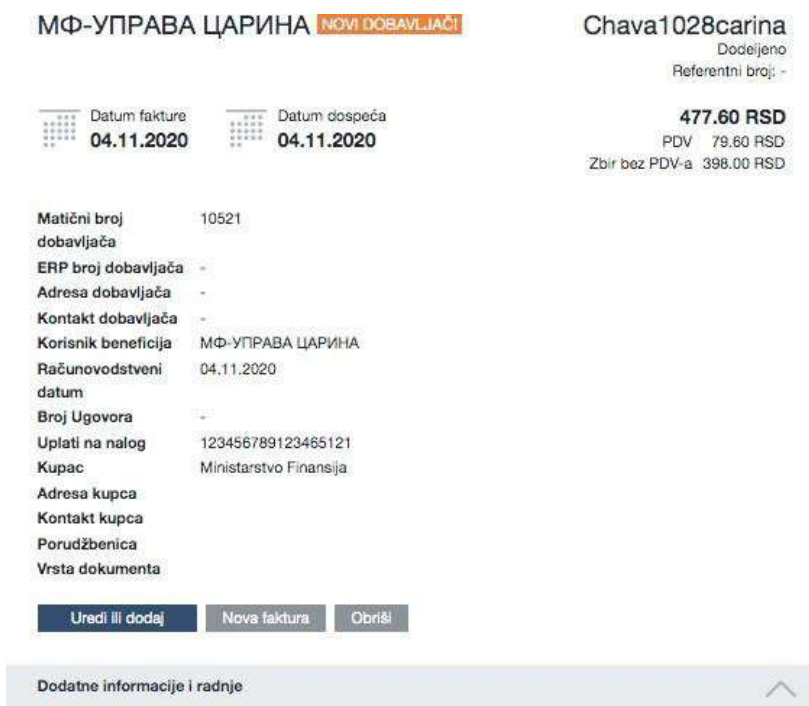 МФ-УПРАВА ЦАРИНА NOVI DOBAVLJAČ!
Chava1028carina
Dodeljeno
Referentni broj: -
Datum fakture
04.11.2020
Datum dospeća
04.11.2020
477.60 RSD
PDV 79.60 RSD
Zbir bez PDV-a 398.00 RSD
Matični broj
dobavljača
10521
ERP broj dobavljača -
Adresa dobavljača -
Kontakt dobavljača -
Korisnik beneficija МФ-УПРАВА ЦАРИНА
Računovodstveni
datum
04.11.2020
Broj Ugovora -
Uplati na nalog 123456789123465121
Kupac Ministarstvo Finansija
Adresa kupca
Kontakt kupca
Porudžbenica
Vrsta dokumenta
Uredi ili dodaj Nova faktura Obriši
Dodatne informacije i radnje